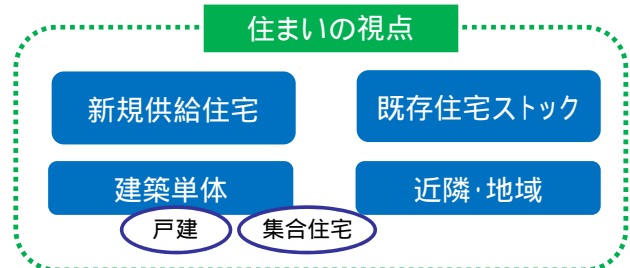 住まいの視点
新規供給住宅
既存住宅ストック
建築単体
近隣・地域
戸建
集合住宅